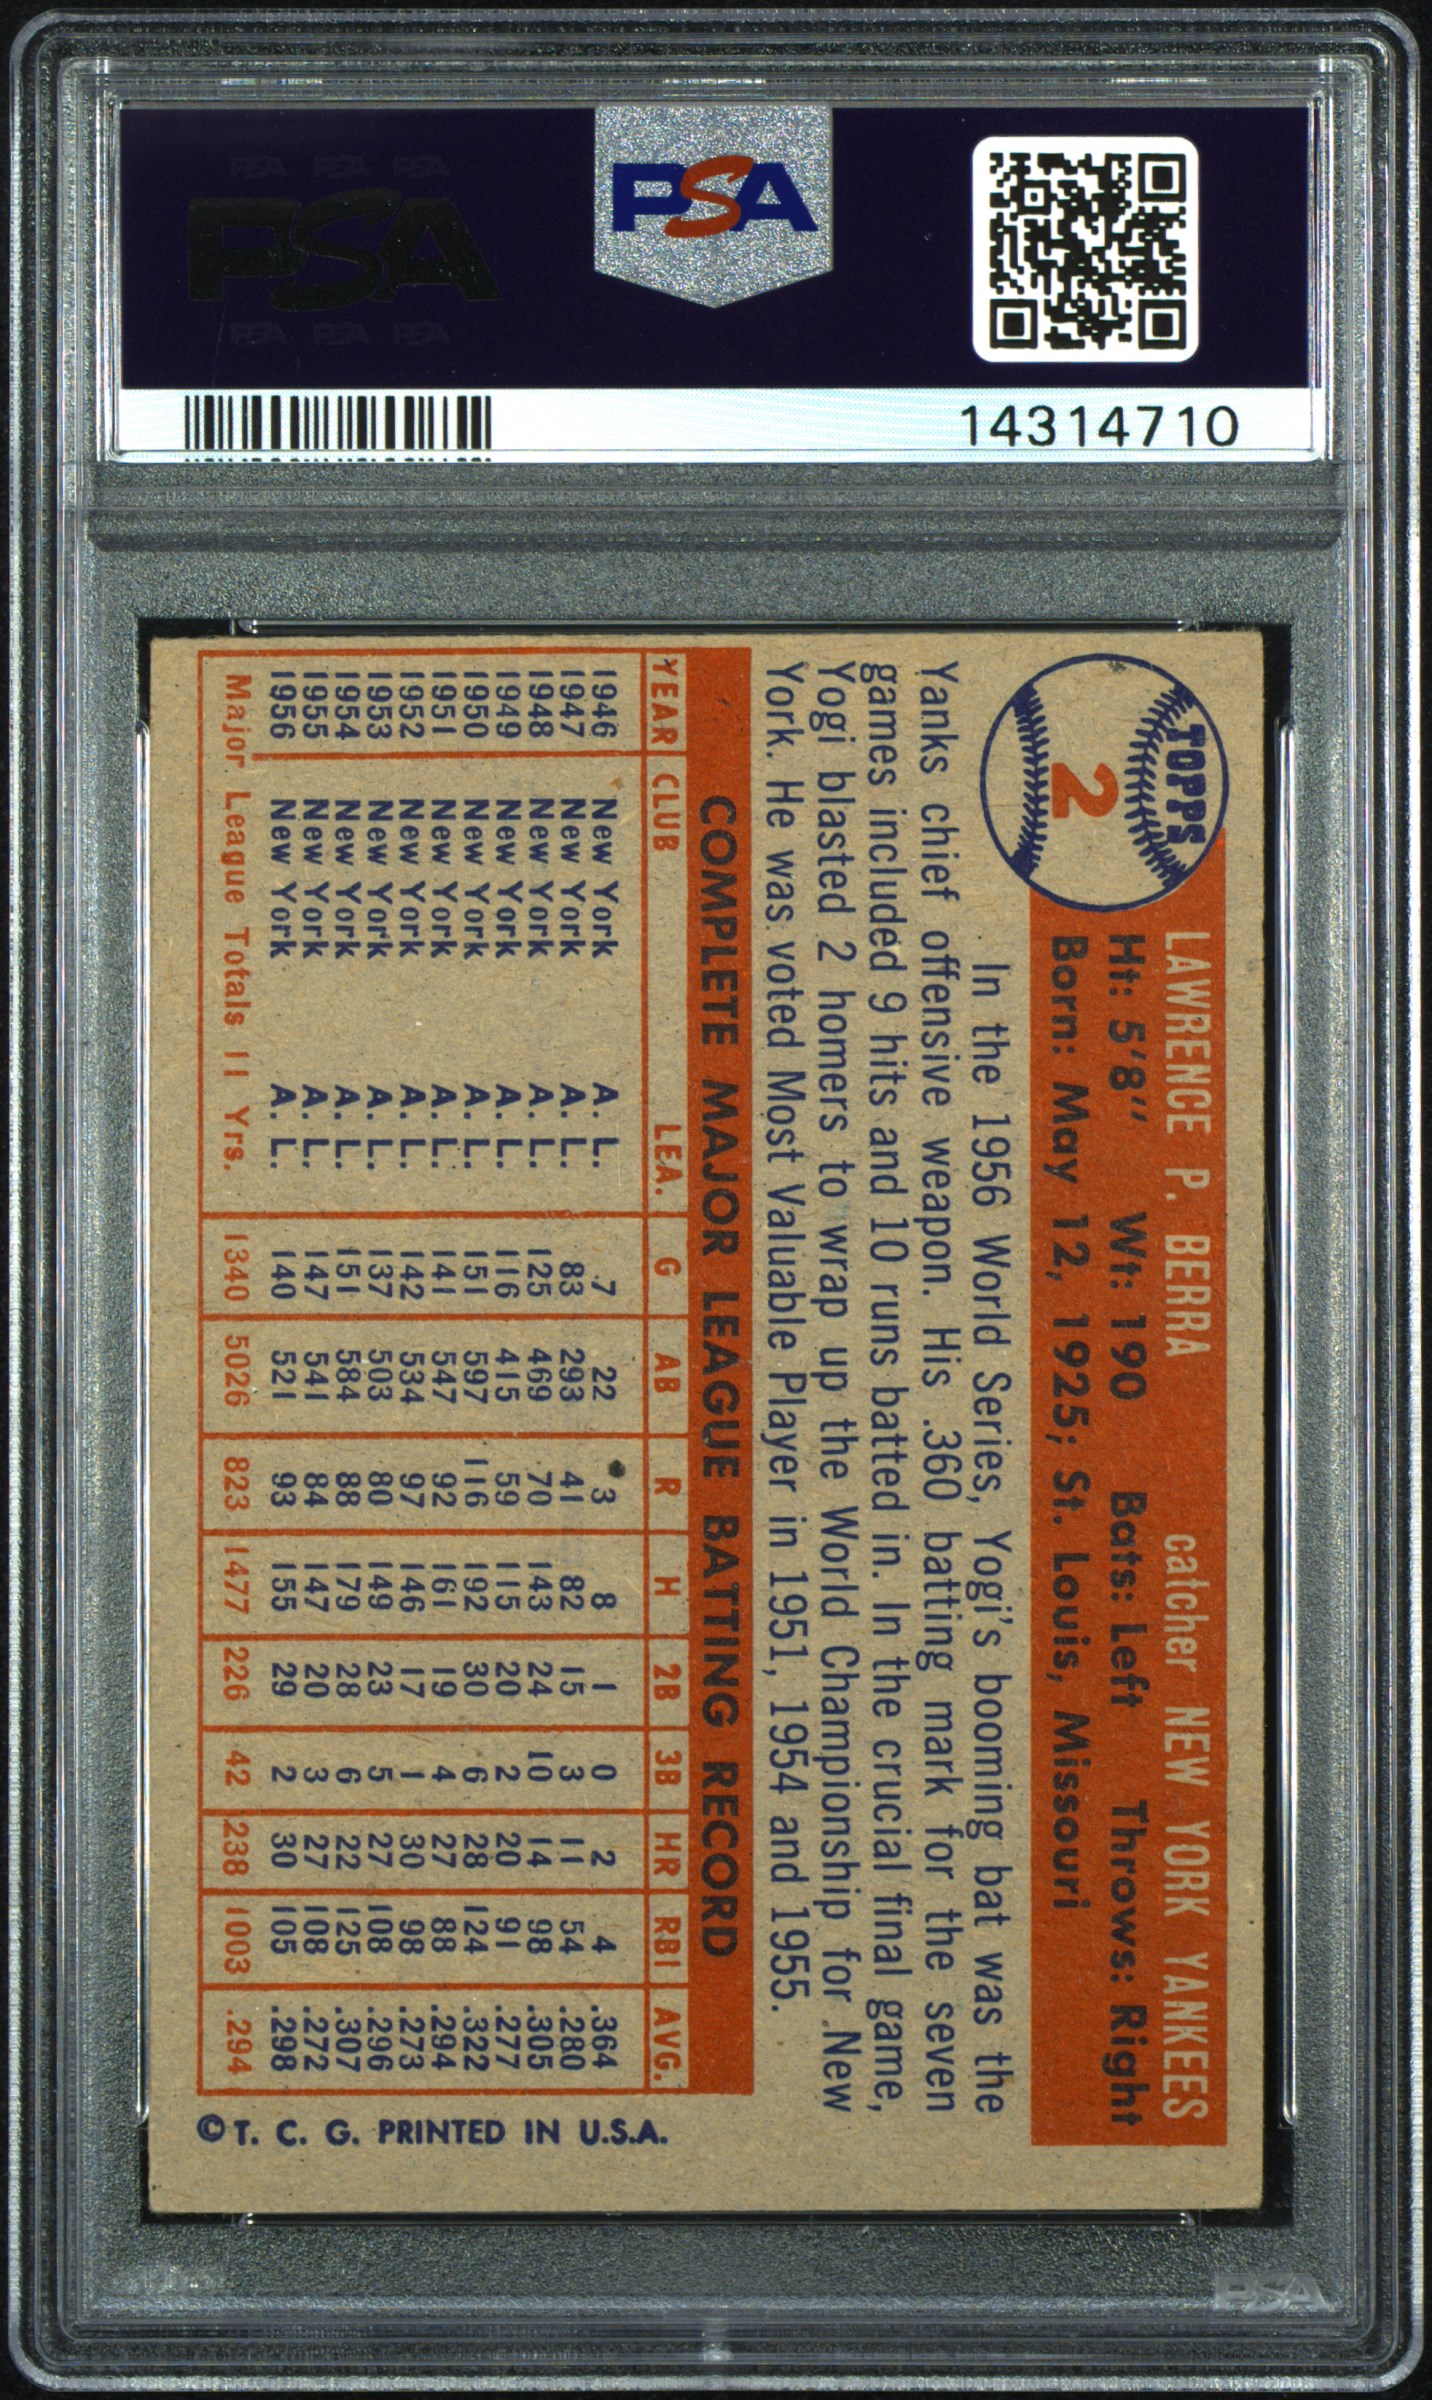 PSA PSA PSA
PSA
PSA PSA PSA
PSA
14314710
TOPPS
2
LAWRENCE P. BERRA catcher NEW YORK YANKEES
Ht: 5'8" Wt: 190 Bats: Left Throws: Right
Born: May 12, 1925; St. Louis, Missouri
In the 1956 World Series, Yogi's booming bat was the
Yanks chief offensive weapon. His .360 batting mark for the seven
games included 9 hits and 10 runs batted in. In the crucial final game,
Yogi blasted 2 homers to wrap up the World Championship for New
York. He was voted Most Valuable Player in 1951, 1954 and 1955.
COMPLETE MAJOR LEAGUE BATTING RECORD
YEAR CLUB LEA. G AB R H 2B 3B HR RBI AVG.
1946 New York A. L. 7 22 3 8 1 0 2 4 .364
1947 New York A. L. 83 293 41 82 15 3 11 54 .280
1948 New York A. L. 125 469 70 143 24 10 14 98 .305
1949 New York A. L. 116 415 59 115 20 2 20 91 .277
1950 New York A. L. 151 597 116 192 30 6 28 124 .322
1951 New York A. L. 141 547 92 161 19 4 27 88 .294
1952 New York A. L. 142 534 97 146 17 1 30 98 .273
1953 New York A. L. 137 503 80 149 23 5 27 108 .296
1954 New York A. L. 151 584 88 179 28 6 22 125 .307
1955 New York A. L. 147 541 84 147 20 3 27 108 .272
1956 New York A. L. 140 521 93 155 29 2 30 105 .298
Major League Totals 11 Yrs. 1340 5026 823 1477 226 42 238 1003 .294
© T. C. G. PRINTED IN U.S.A.
PSA